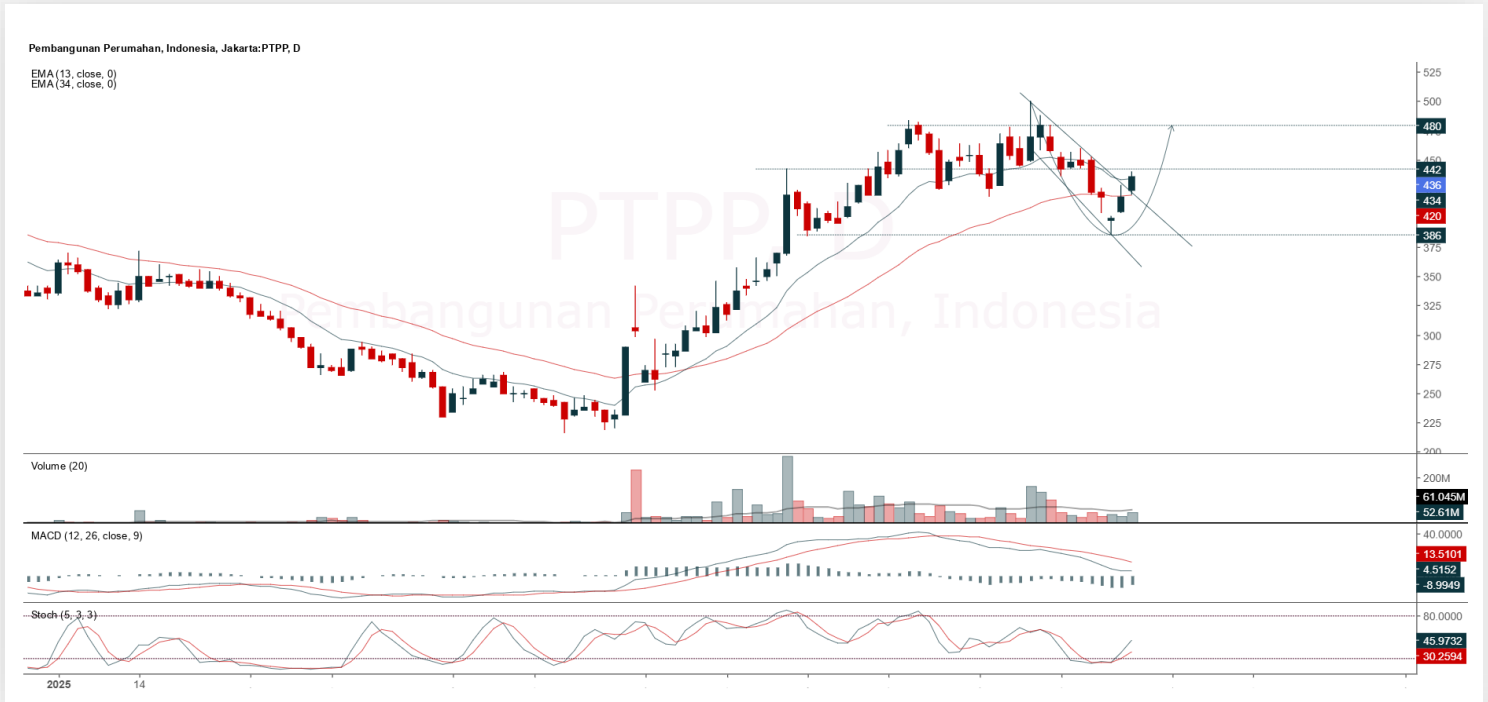 Pembangunan Perumahan, Indonesia, Jakarta:PTPP, D
EMA (13, close, 0)
EMA (34, close, 0)
525
500
480
450
442
436
434
420
386
375
350
325
300
275
250
225
200
PTPP, D
Pembangunan Perumahan, Indonesia
Volume (20)
200M
61.045M
52.61M
MACD (12, 26, close, 9)
40.0000
13.5101
4.5152
-8.9949
Stoch (5, 3, 3)
80.0000
45.9732
30.2594
2025 14